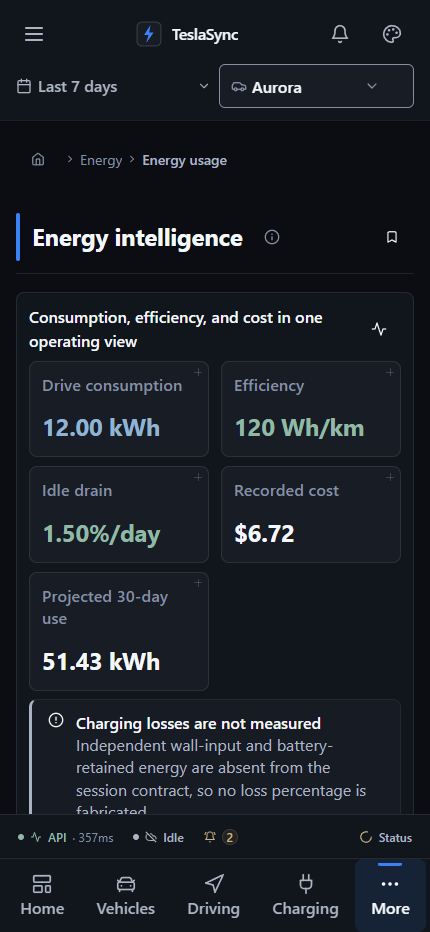 TeslaSync
Last 7 days
Aurora
Energy
Energy usage
Energy intelligence
Consumption, efficiency, and cost in one
operating view
Drive consumption
12.00 kWh
Efficiency
120 Wh/km
Idle drain
1.50%/day
Recorded cost
$6.72
Projected 30-day
use
51.43 kWh
Charging losses are not measured
Independent wall-input and battery-
retained energy are absent from the
session contract, so no loss percentage is
fabricated
API · 357ms
Idle
2
Status
Home
Vehicles
Driving
Charging
More